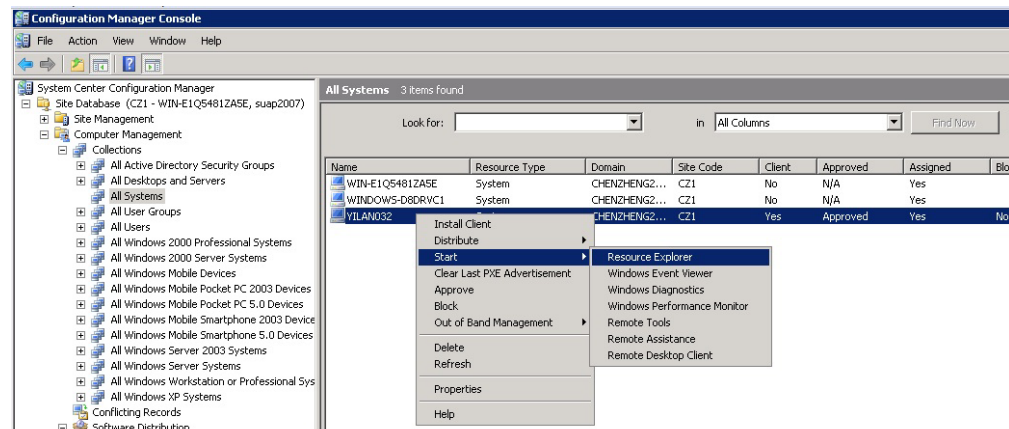 Configuration Manager Console
File Action View Window Help
System Center Configuration Manager
Site Database (CZ1 - WIN-E1Q5481ZA5E, suap2007)
Site Management
Computer Management
Collections
All Active Directory Security Groups
All Desktops and Servers
All Systems
All User Groups
All Users
All Windows 2000 Professional Systems
All Windows 2000 Server Systems
All Windows Mobile Devices
All Windows Mobile Pocket PC 2003 Devices
All Windows Mobile Pocket PC 5.0 Devices
All Windows Mobile Smartphone 2003 Device
All Windows Mobile Smartphone 5.0 Devices
All Windows Server 2003 Systems
All Windows Server Systems
All Windows Workstation or Professional Sys
All Windows XP Systems
Conflicting Records
Software Distribution
All Systems 3 items found
Look for: in All Columns Find Now
Name Resource Type Domain Site Code Client Approved Assigned Blo
WIN-E1Q5481ZA5E System CHENZHENG2... CZ1 No N/A Yes
WINDOWS-D8DRVC1 System CHENZHENG2... CZ1 No N/A Yes
YILAN032 CHENZHENG2... CZ1 Yes Approved Yes No
Install Client
Distribute
Start
Clear Last PXE Advertisement
Approve
Block
Out of Band Management
Delete
Refresh
Properties
Help
Resource Explorer
Windows Event Viewer
Windows Diagnostics
Windows Performance Monitor
Remote Tools
Remote Assistance
Remote Desktop Client